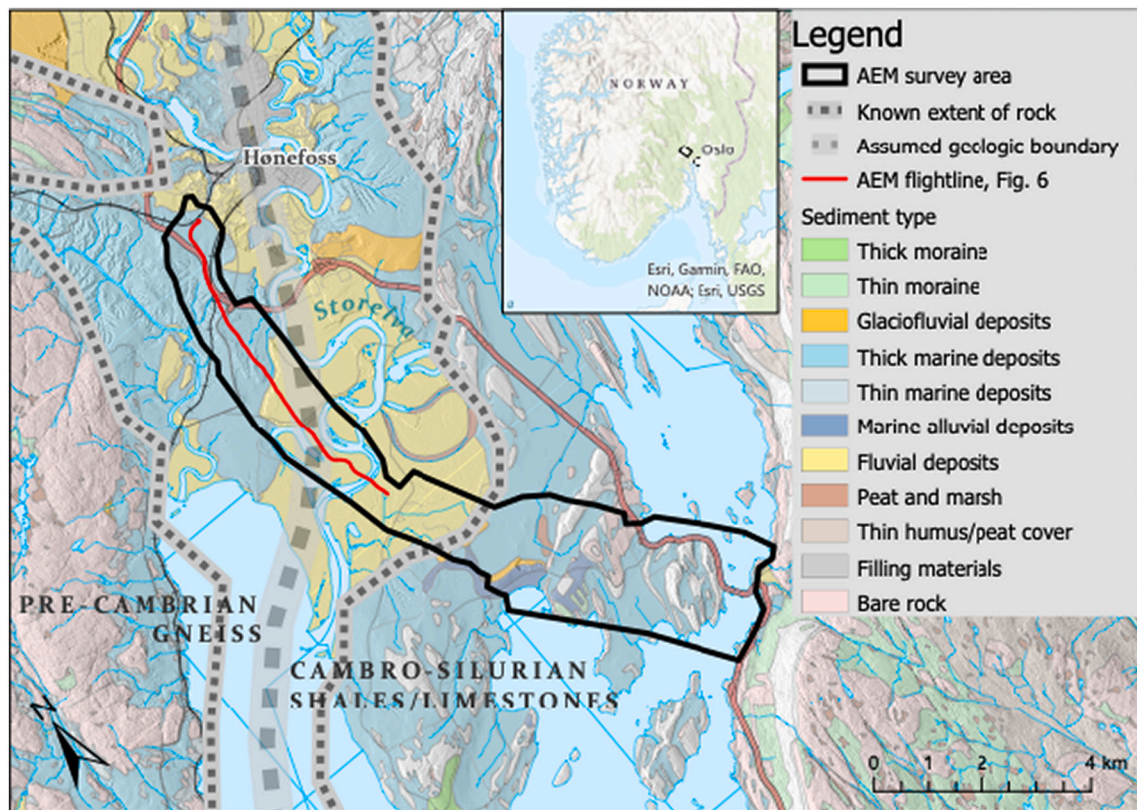 Legend
AEM survey area
Known extent of rock
Assumed geologic boundary
AEM flightline, Fig. 6
Sediment type
Thick moraine
Thin moraine
Glaciofluvial deposits
Thick marine deposits
Thin marine deposits
Marine alluvial deposits
Fluvial deposits
Peat and marsh
Thin humus/peat cover
Filling materials
Bare rock
NORWAY
Oslo
Esri, Garmin, FAO,
NOAA; Esri, USGS
Hønefoss
Storelva
PRE-CAMBRIAN
GNEISS
CAMBRO-SILURIAN
SHALES/LIMESTONES
N
0 1 2 4 km